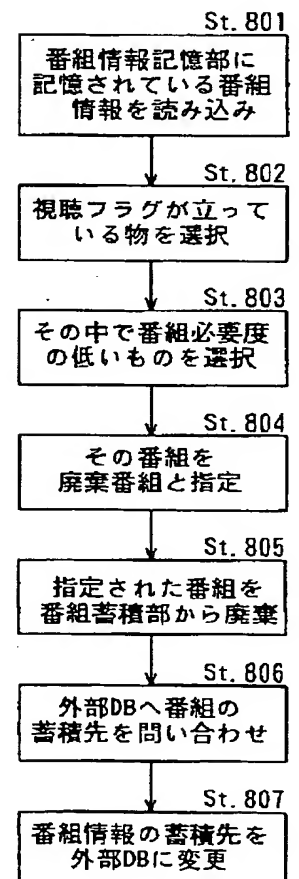 St. 801
番組情報記憶部に
記憶されている番組
情報を読み込み
St. 802
視聴フラグが立って
いる物を選択
St. 803
その中で番組必要度
の低いものを選択
St. 804
その番組を
廃棄番組と指定
St. 805
指定された番組を
番組蓄積部から廃棄
St. 806
外部DBへ番組の
蓄積先を問い合わせ
St. 807
番組情報の蓄積先を
外部DBに変更